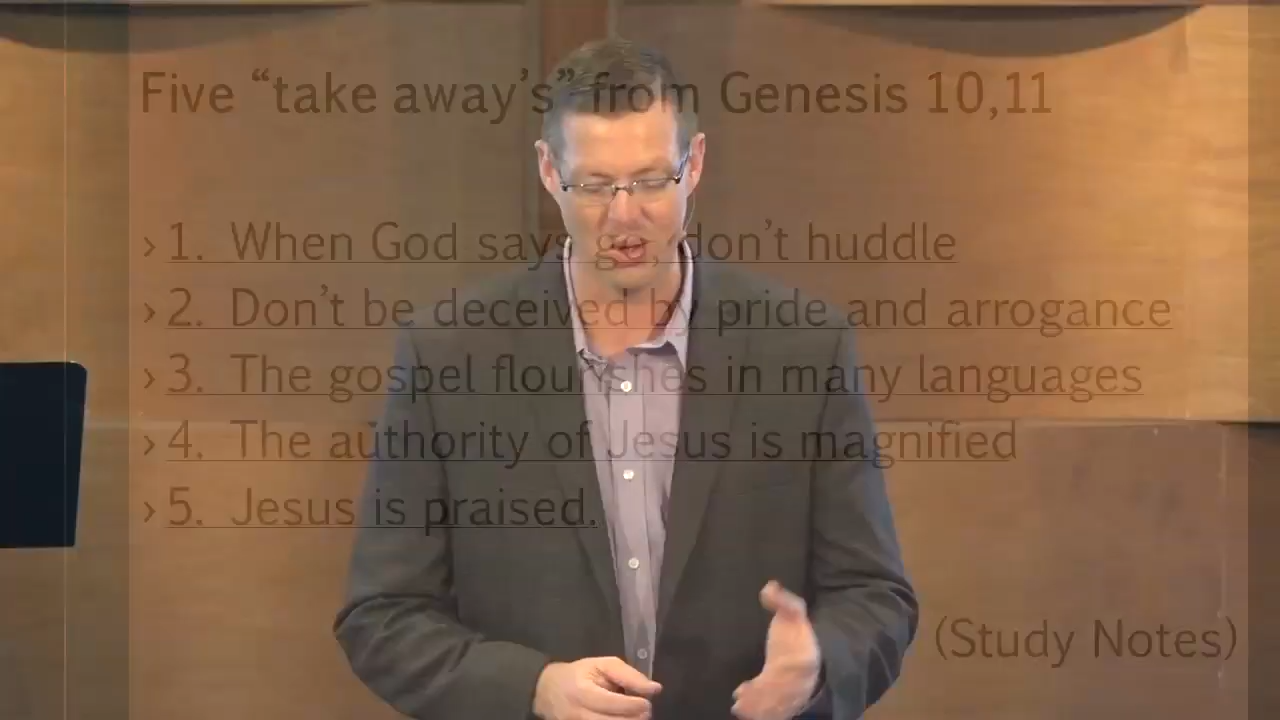 Five “take away’s” from Genesis 10,11
› 1. When God says go, don’t huddle
› 2. Don’t be deceived by pride and arrogance
› 3. The gospel flourishes in many languages
› 4. The authority of Jesus is magnified
› 5. Jesus is praised.
(Study Notes)